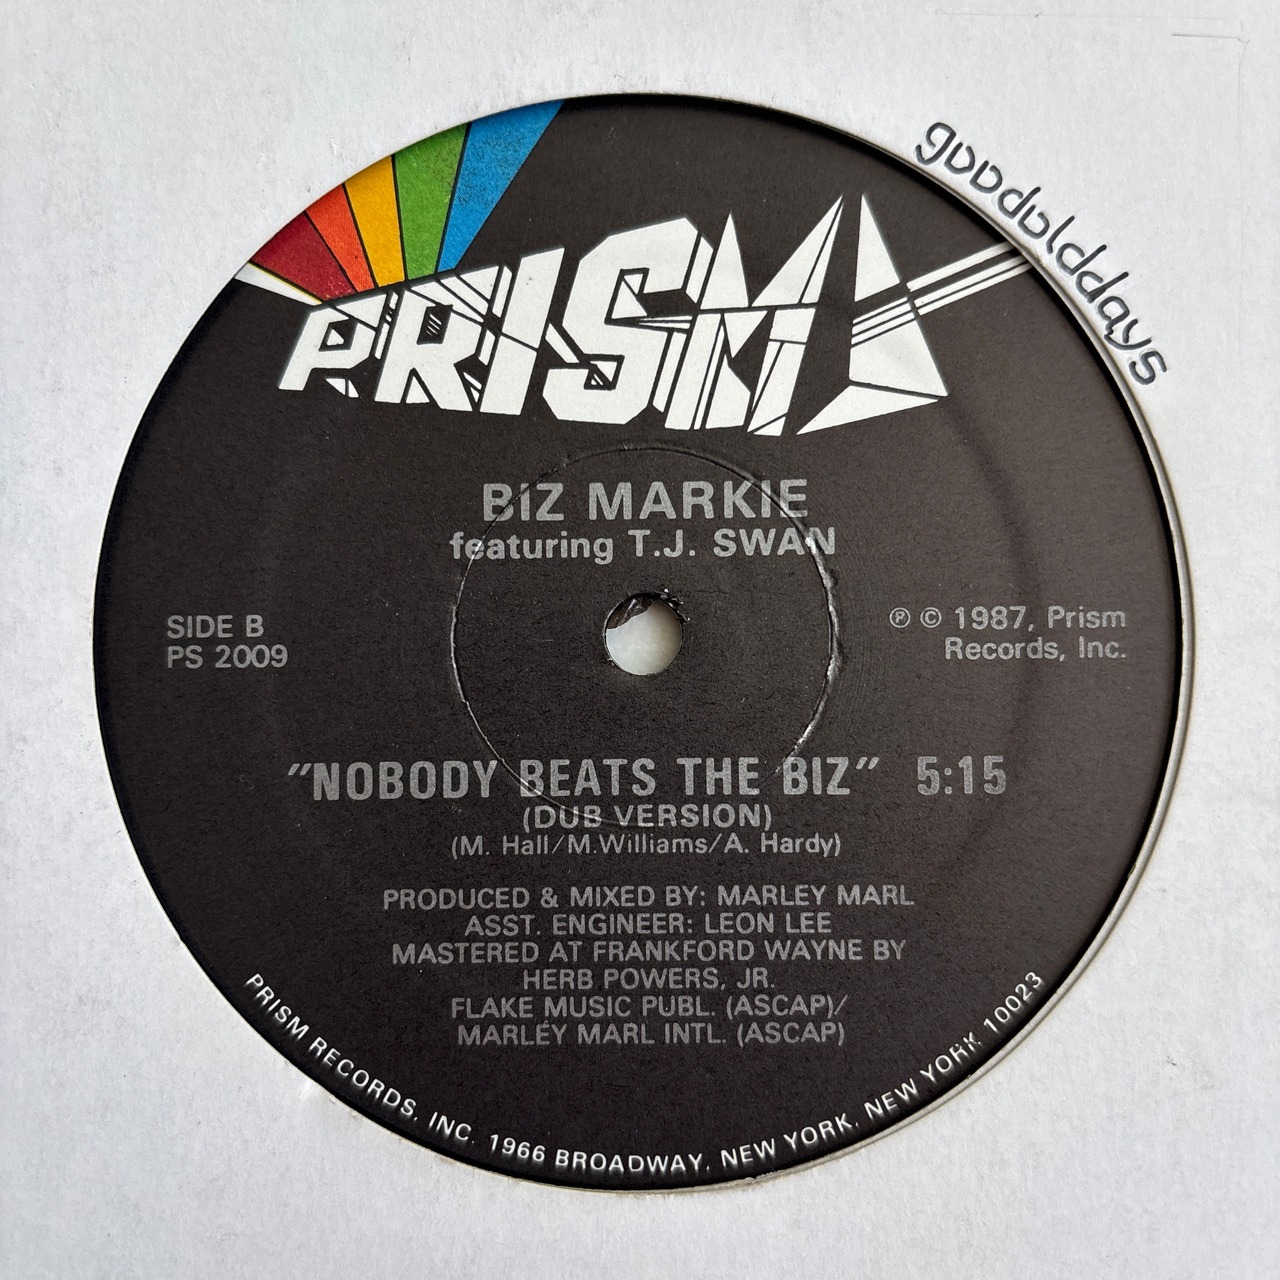 goodolddays
PRISM
BIZ MARKIE
featuring T.J. SWAN
SIDE B
PS 2009
℗ © 1987, Prism
Records, Inc.
"NOBODY BEATS THE BIZ" 5:15
(DUB VERSION)
(M. Hall/M.Williams/A. Hardy)
PRODUCED & MIXED BY: MARLEY MARL
ASST. ENGINEER: LEON LEE
MASTERED AT FRANKFORD WAYNE BY
HERB POWERS, JR.
FLAKE MUSIC PUBL. (ASCAP)/
MARLEY MARL INTL. (ASCAP)
PRISM RECORDS, INC. 1966 BROADWAY, NEW YORK, NEW YORK 10023